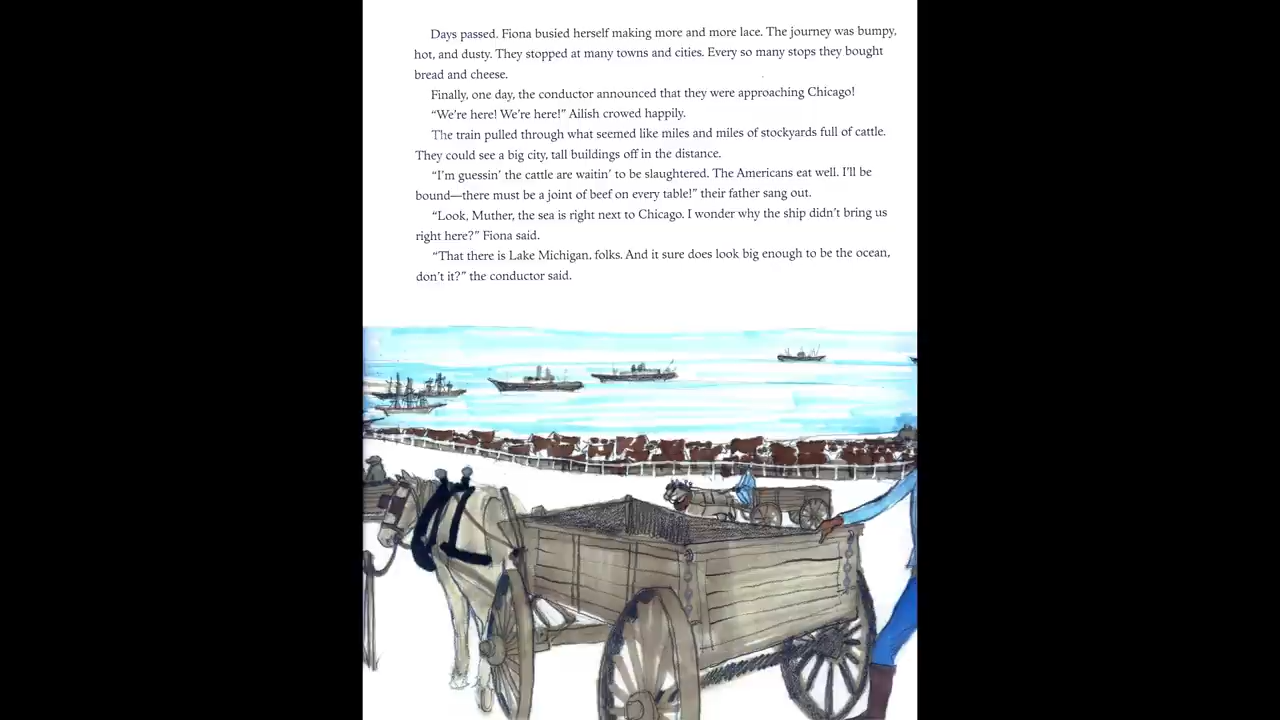 Days passed. Fiona busied herself making more and more lace. The journey was bumpy,
hot, and dusty. They stopped at many towns and cities. Every so many stops they bought
bread and cheese.
Finally, one day, the conductor announced that they were approaching Chicago!
“We’re here! We’re here!” Ailish crowed happily.
The train pulled through what seemed like miles and miles of stockyards full of cattle.
They could see a big city, tall buildings off in the distance.
“I’m guessin’ the cattle are waitin’ to be slaughtered. The Americans eat well. I’ll be
bound—there must be a joint of beef on every table!” their father sang out.
“Look, Muther, the sea is right next to Chicago. I wonder why the ship didn’t bring us
right here?” Fiona said.
“That there is Lake Michigan, folks. And it sure does look big enough to be the ocean,
don’t it?” the conductor said.